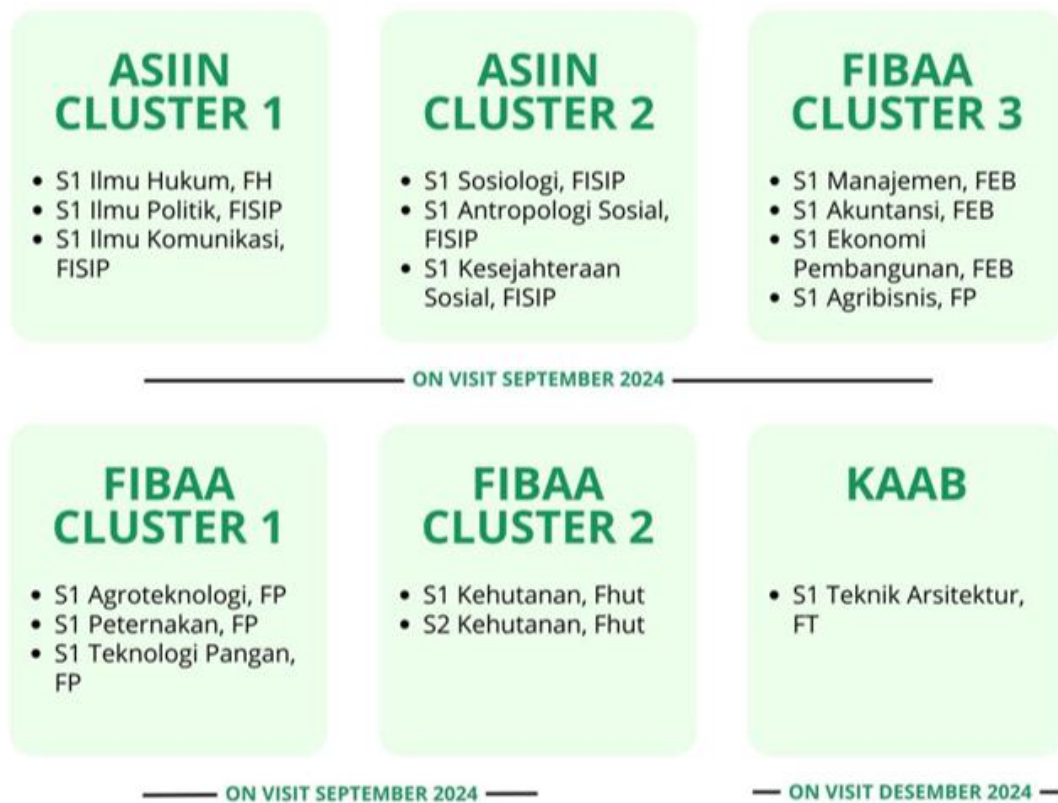 ASIIN
CLUSTER 1
• S1 Ilmu Hukum, FH
• S1 Ilmu Politik, FISIP
• S1 Ilmu Komunikasi,
FISIP
ASIIN
CLUSTER 2
• S1 Sosiologi, FISIP
• S1 Antropologi Sosial,
FISIP
• S1 Kesejahteraan
Sosial, FISIP
FIBAA
CLUSTER 3
• S1 Manajemen, FEB
• S1 Akuntansi, FEB
• S1 Ekonomi
Pembangunan, FEB
• S1 Agribisnis, FP
ON VISIT SEPTEMBER 2024
FIBAA
CLUSTER 1
• S1 Agroteknologi, FP
• S1 Peternakan, FP
• S1 Teknologi Pangan,
FP
FIBAA
CLUSTER 2
• S1 Kehutanan, Fhut
• S2 Kehutanan, Fhut
KAAB
• S1 Teknik Arsitektur,
FT
ON VISIT SEPTEMBER 2024
ON VISIT DESEMBER 2024